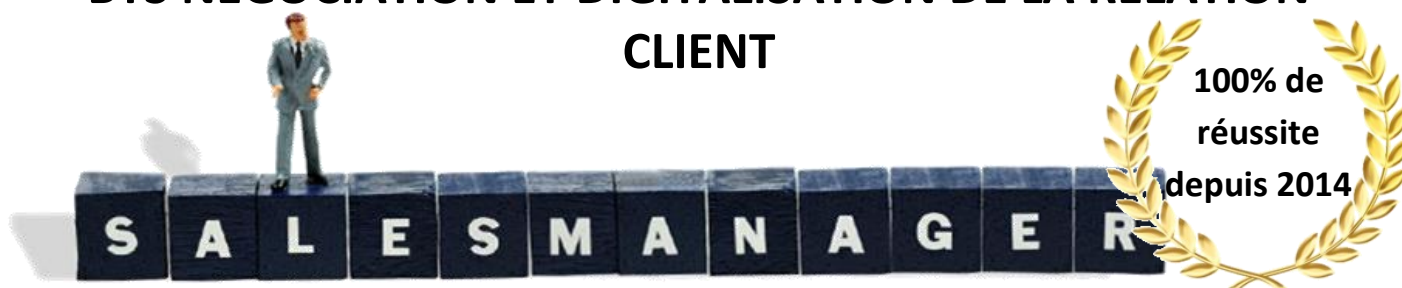 CLIENT
100% de
réussite
depuis 2014
SALESMANAGER